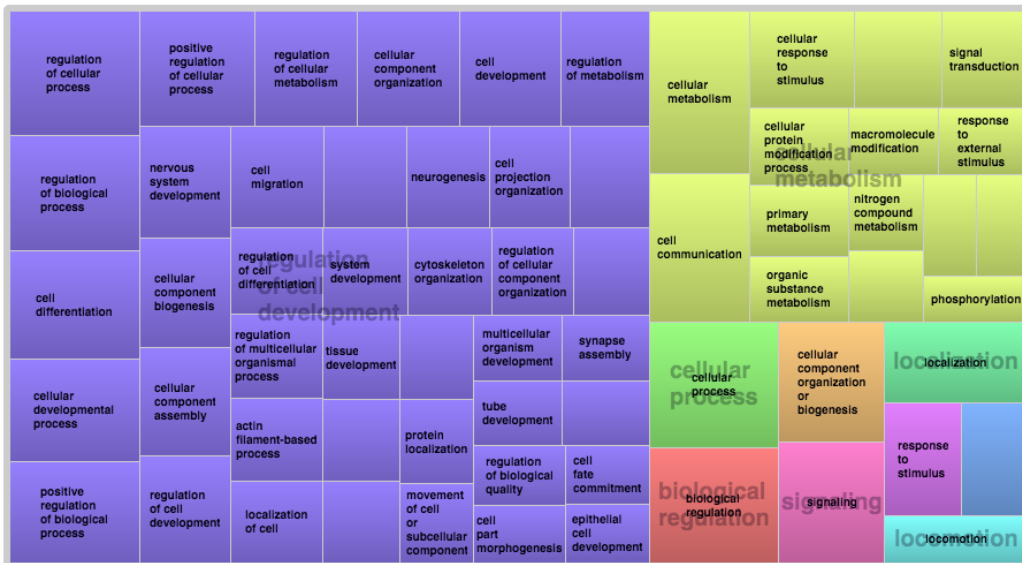 regulation
of cellular
process
positive
regulation
of cellular
process
regulation
of cellular
metabolism
cellular
component
organization
cell
development
regulation
of metabolism
regulation
of biological
process
nervous
system
development
cell
migration
neurogenesis
cell
projection
organization
cell
differentiation
cellular
component
biogenesis
regulation
of cell
differentiation
system
development
cytoskeleton
organization
regulation
of cellular
component
organization
regulation
of cell
development
cellular
developmental
process
cellular
component
assembly
regulation
of multicellular
organismal
process
tissue
development
multicellular
organism
development
synapse
assembly
actin
filament-based
process
protein
localization
tube
development
positive
regulation
of biological
process
regulation
of cell
development
localization
of cell
movement
of cell
or
subcellular
component
regulation
of biological
quality
cell
fate
commitment
cell
part
morphogenesis
epithelial
cell
development
cellular
metabolism
cellular
response
to
stimulus
signal
transduction
cellular
protein
modification
process
macromolecule
modification
response
to
external
stimulus
cellular
metabolism
cell
communication
primary
metabolism
nitrogen
compound
metabolism
organic
substance
metabolism
phosphorylation
cellular
process
cellular
process
cellular
component
organization
or
biogenesis
localization
localization
response
to
stimulus
biological
regulation
biological
regulation
signaling
signaling
locomotion
locomotion